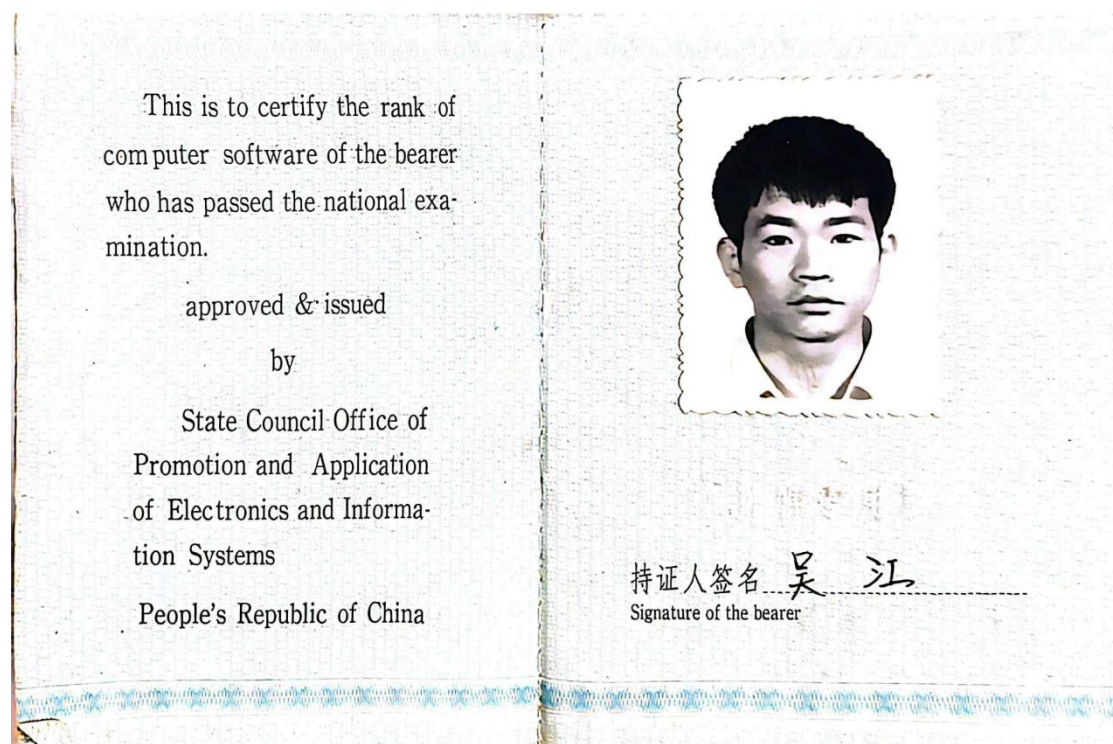 This is to certify the rank of
com puter software of the bearer
who has passed the national exa-
mination.
approved & issued
by
State Council Office of
Promotion and Application
of Electronics and Informa-
tion Systems
People's Republic of China
持证人签名 吴 江
Signature of the bearer